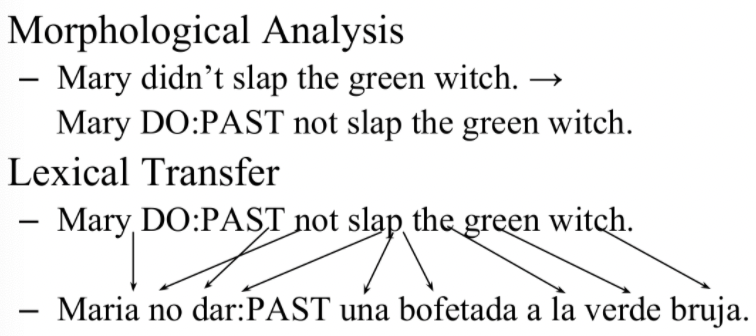 Morphological Analysis
– Mary didn’t slap the green witch. →
Mary DO:PAST not slap the green witch.
Lexical Transfer
– Mary DO:PAST not slap the green witch.
– Maria no dar:PAST una bofetada a la verde bruja.